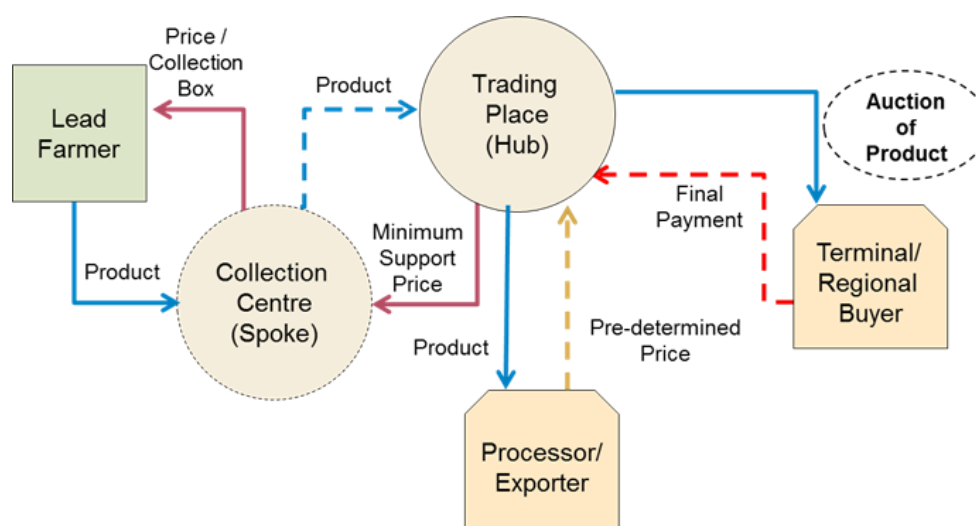 Price /
Collection
Box
Lead
Farmer
Product
Collection
Centre
(Spoke)
Product
Trading
Place
(Hub)
Minimum
Support
Price
Product
Pre-determined
Price
Processor/
Exporter
Final
Payment
Auction
of
Product
Terminal/
Regional
Buyer